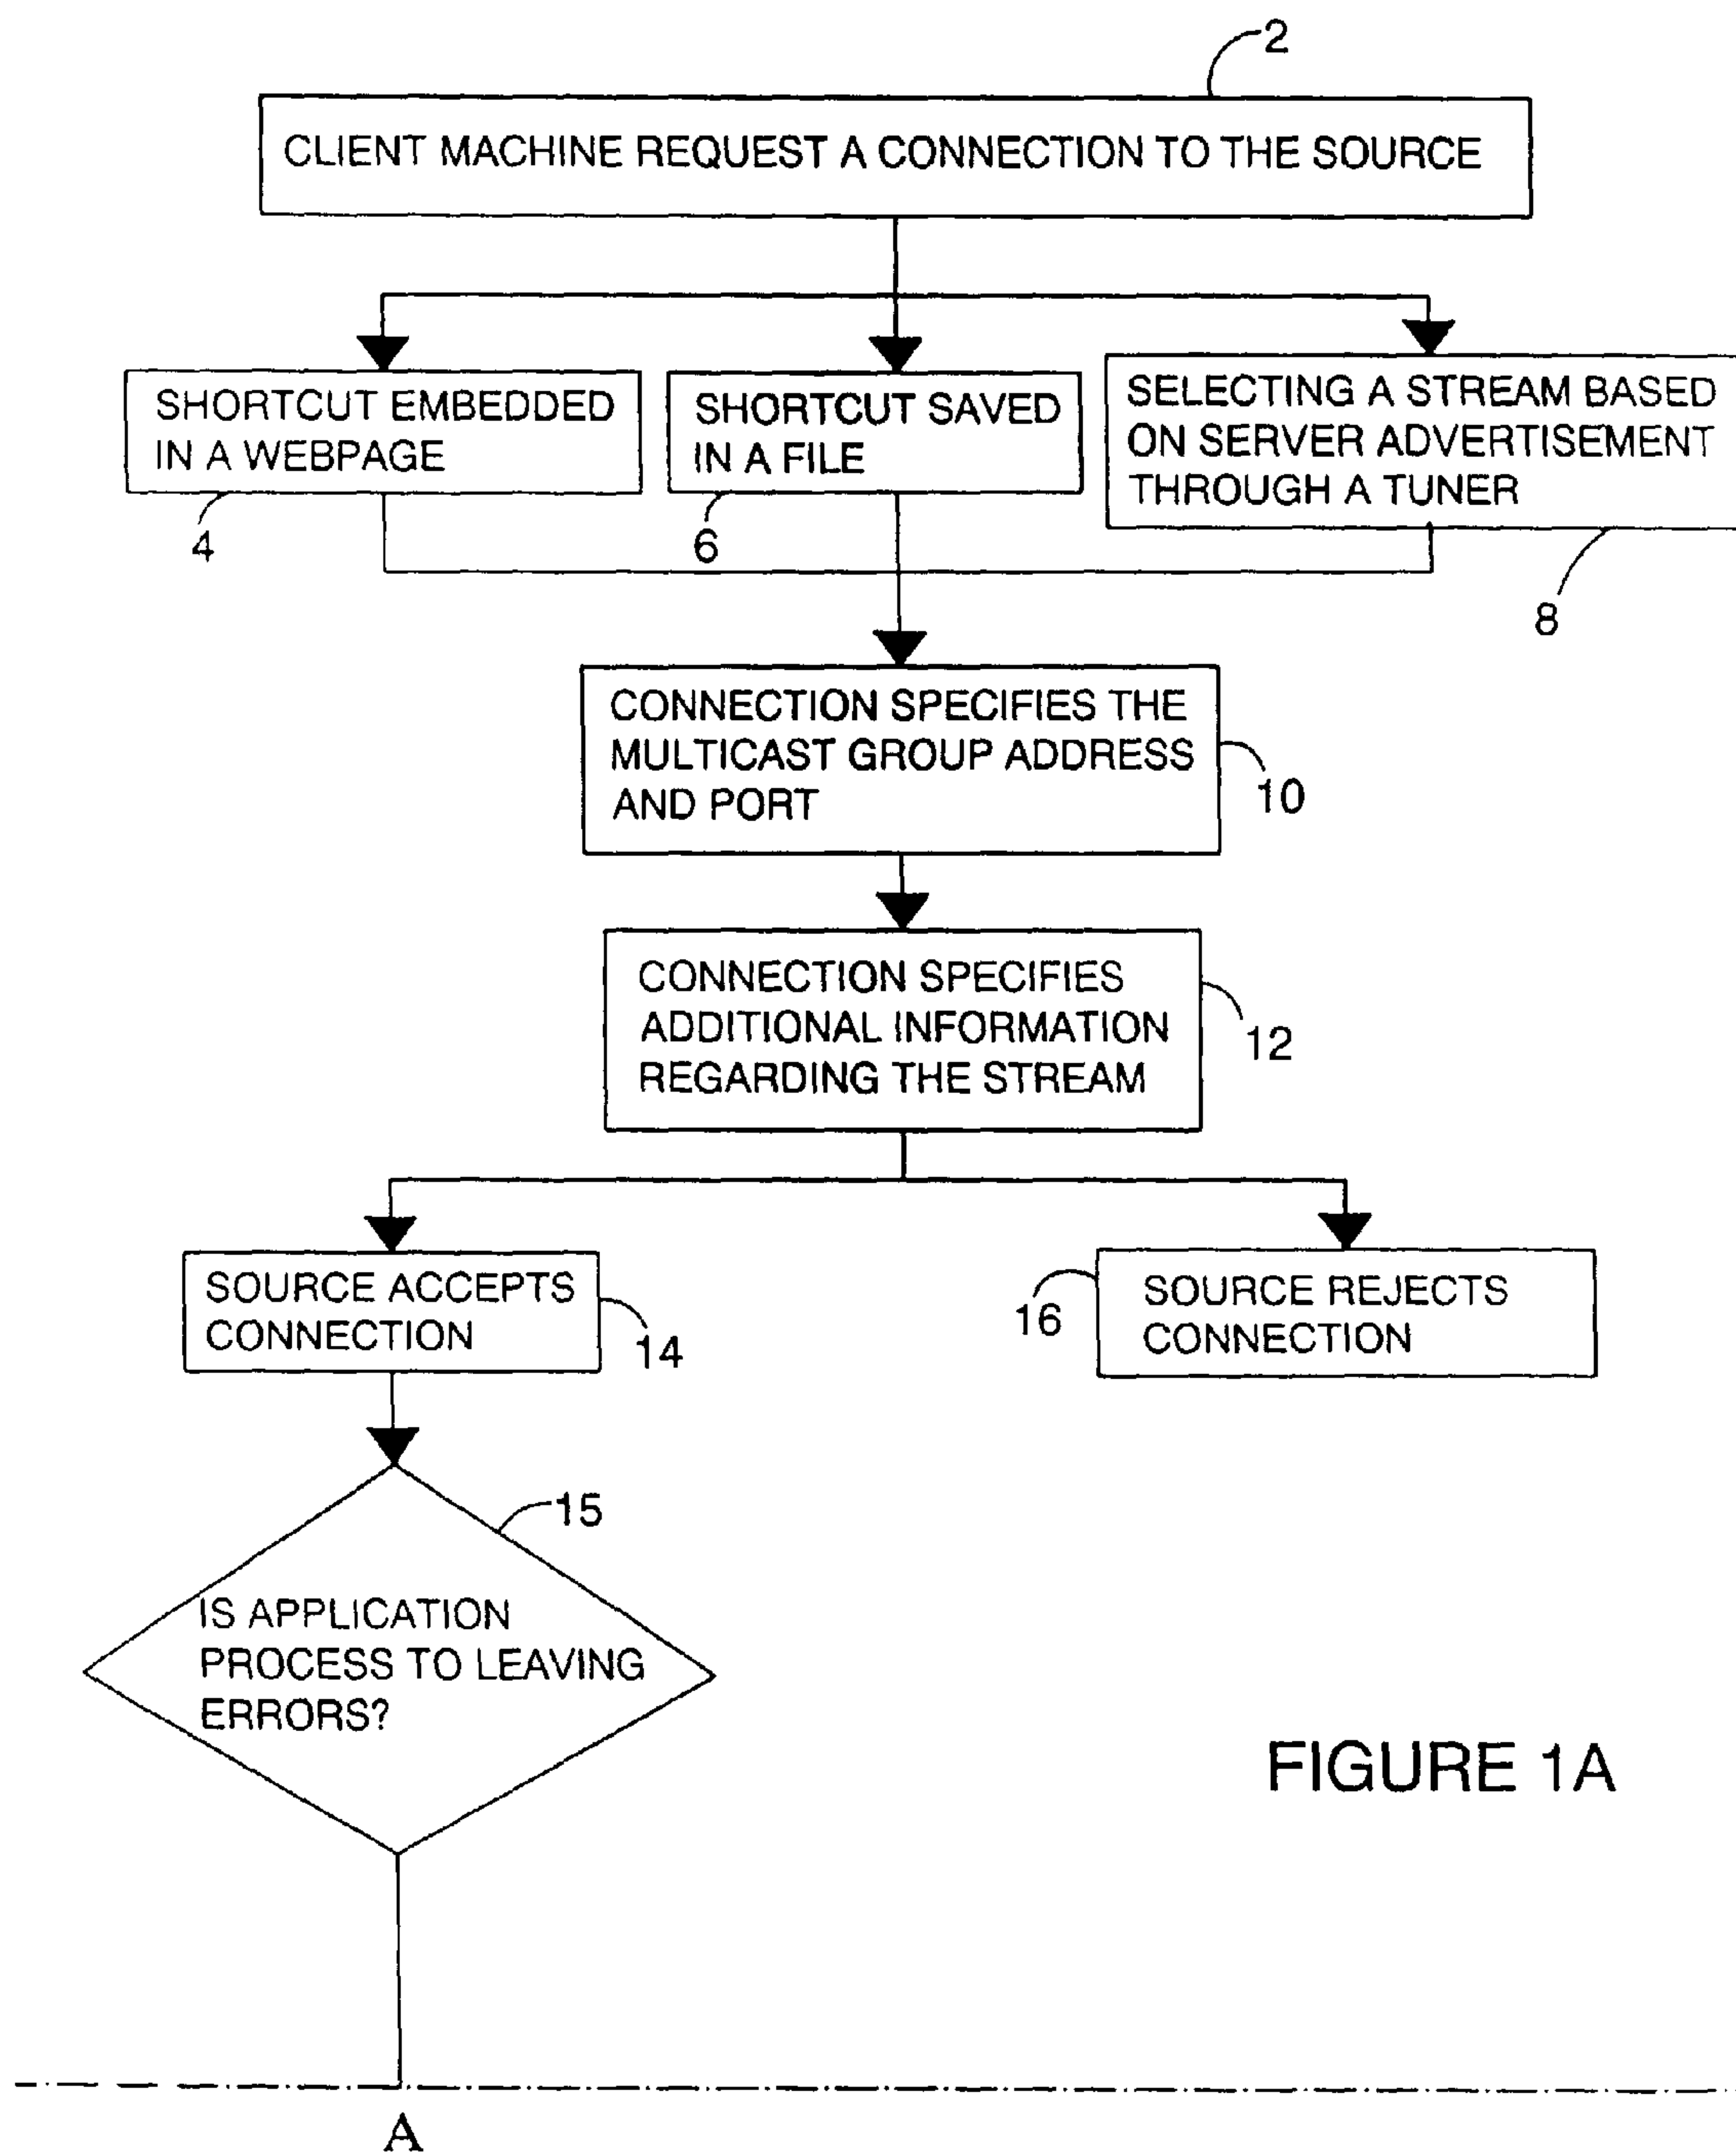 2
CLIENT MACHINE REQUEST A CONNECTION TO THE SOURCE
SHORTCUT EMBEDDED
IN A WEBPAGE
4
SHORTCUT SAVED
IN A FILE
6
SELECTING A STREAM BASED
ON SERVER ADVERTISEMENT
THROUGH A TUNER
8
CONNECTION SPECIFIES THE
MULTICAST GROUP ADDRESS
AND PORT
10
CONNECTION SPECIFIES
ADDITIONAL INFORMATION
REGARDING THE STREAM
12
SOURCE ACCEPTS
CONNECTION
14
16
SOURCE REJECTS
CONNECTION
15
IS APPLICATION
PROCESS TO LEAVING
ERRORS?
FIGURE 1A
A